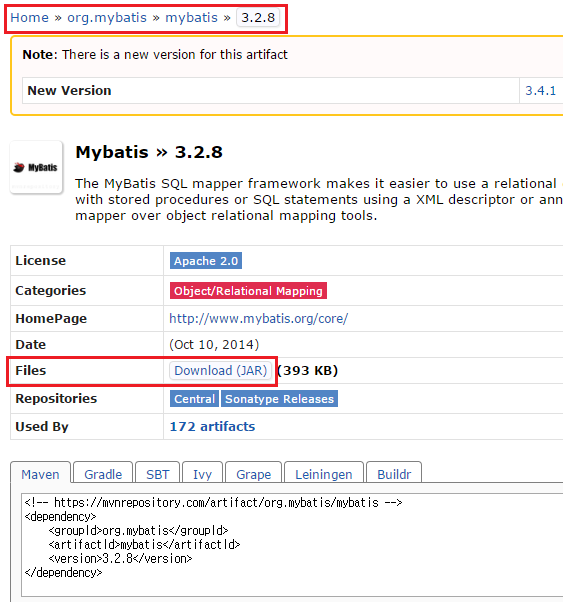 Home » org.mybatis » mybatis » 3.2.8
Note: There is a new version for this artifact
New Version 3.4.1
MyBatis
Mybatis » 3.2.8
The MyBatis SQL mapper framework makes it easier to use a relational
with stored procedures or SQL statements using a XML descriptor or ann
mapper over object relational mapping tools.
License Apache 2.0
Categories Object/Relational Mapping
HomePage http://www.mybatis.org/core/
Date (Oct 10, 2014)
Files Download (JAR) (393 KB)
Repositories Central Sonatype Releases
Used By 172 artifacts
Maven Gradle SBT Ivy Grape Leiningen Buildr
<!-- https://mvnrepository.com/artifact/org.mybatis/mybatis -->
<dependency>
<groupId>org.mybatis</groupId>
<artifactId>mybatis</artifactId>
<version>3.2.8</version>
</dependency>